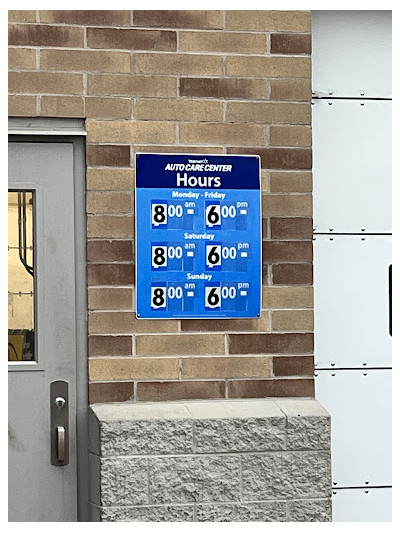 Walmart
AUTO CARE CENTER
Hours
Monday - Friday
8 00 am 6 00 pm
Saturday
8 00 am 6 00 pm
Sunday
8 00 am 6 00 pm